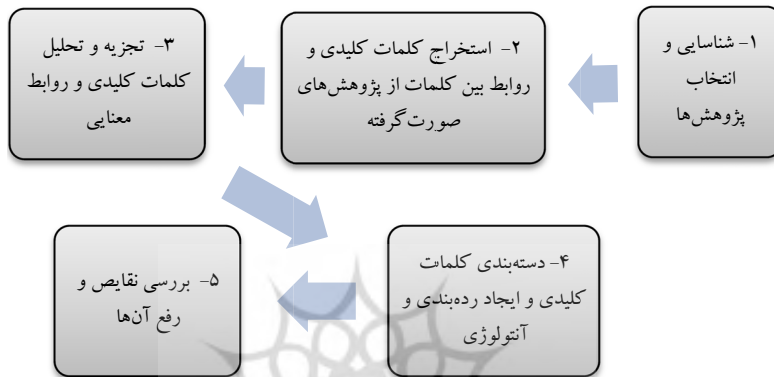 ۱- شناسایی و
انتخاب
پژوهش‌ها
۲- استخراج کلمات کلیدی و
روابط بین کلمات از پژوهش‌های
صورت‌گرفته
۳- تجزیه و تحلیل
کلمات کلیدی و روابط
معنایی
۴- دسته‌بندی کلمات
کلیدی و ایجاد رده‌بندی و
آنتولوژی
۵- بررسی نقایص و
رفع آن‌ها